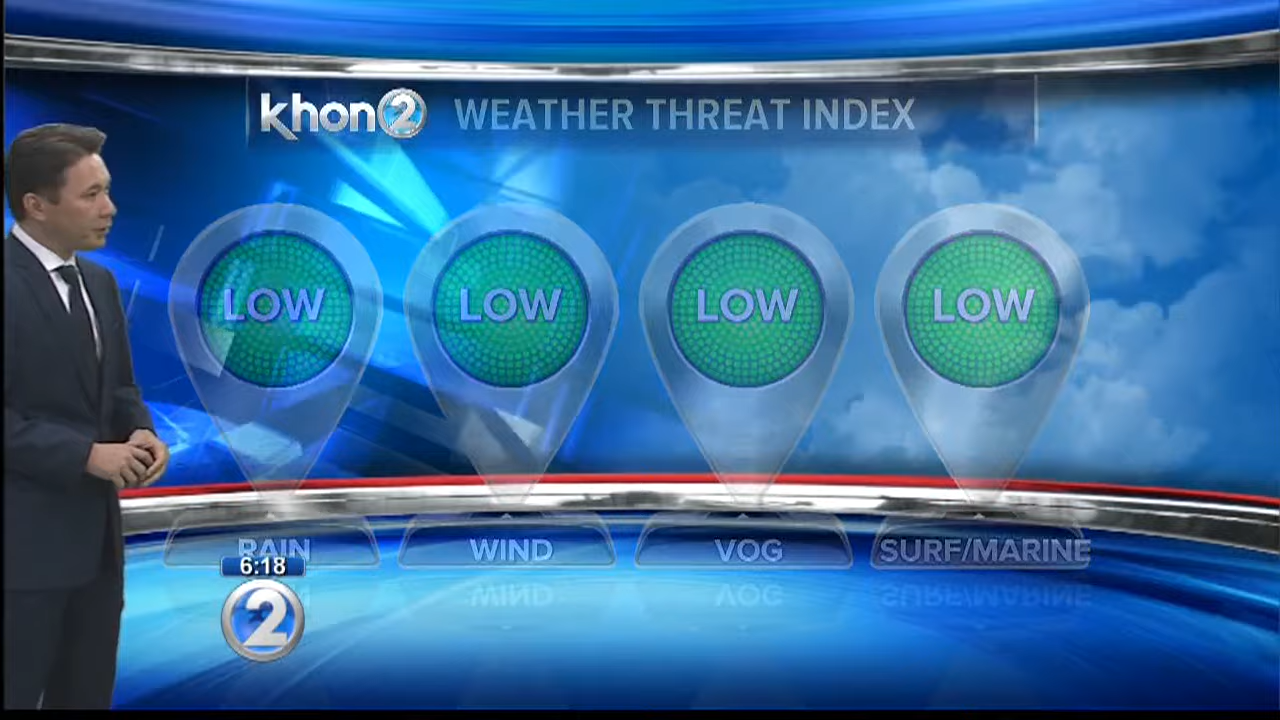 khon2 WEATHER THREAT INDEX
LOW LOW LOW LOW
RAIN WIND VOG SURF/MARINE
6:18
2